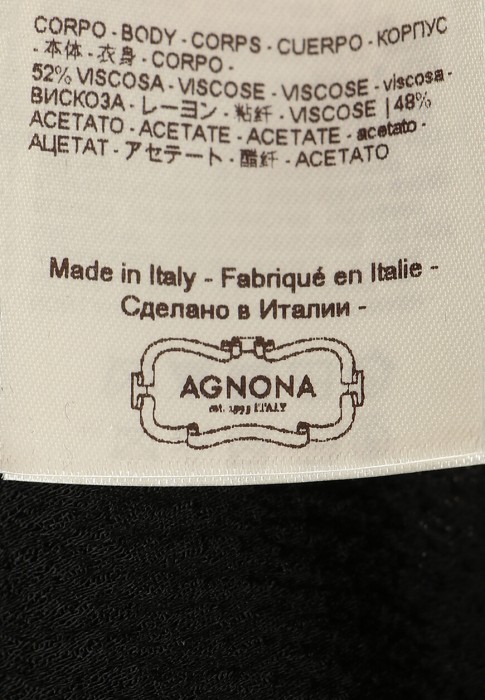 CORPO - BODY - CORPS - CUERPO - КОРПУС
- 本体 - 衣身 - CORPO -
52% VISCOSA - VISCOSE - VISCOSE - viscosa -
ВИСКОЗА - レーヨン - 粘纤 - VISCOSE | 48%
ACETATO - ACETATE - ACETATE - acetato -
АЦЕТАТ - アセテート - 醋纤 - ACETATO
Made in Italy - Fabriqué en Italie -
Сделано в Италии -
AGNONA
est. 1953 ITALY